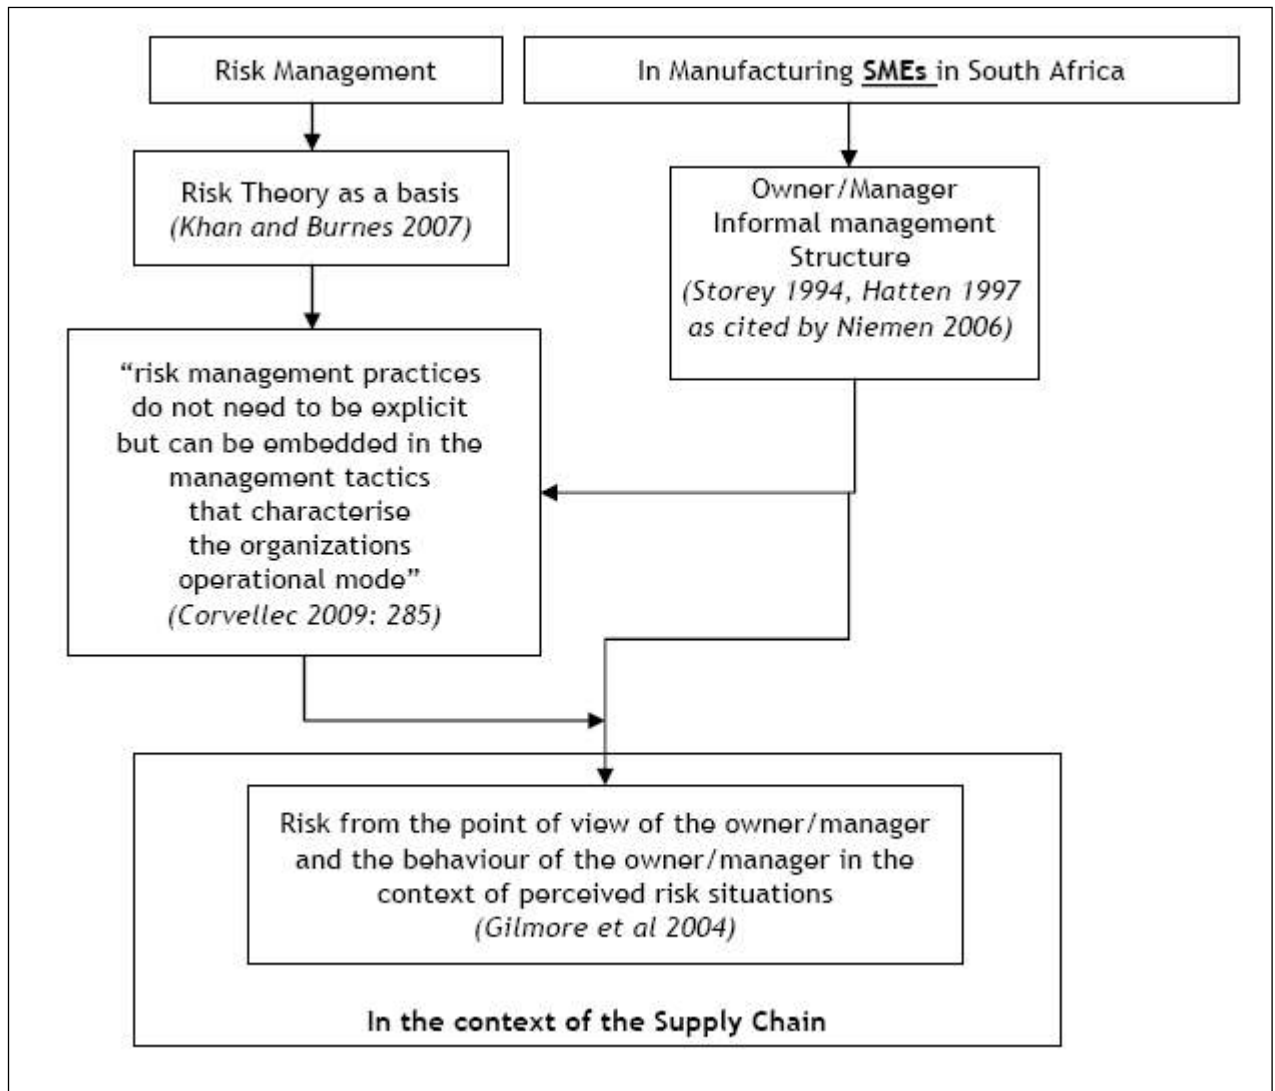 Risk Management
In Manufacturing SMEs in South Africa
Risk Theory as a basis
(Khan and Burnes 2007)
Owner/Manager
Informal management
Structure
(Storey 1994, Hatten 1997
as cited by Niemen 2006)
“risk management practices
do not need to be explicit
but can be embedded in the
management tactics
that characterise
the organizations
operational mode”
(Corvellec 2009: 285)
Risk from the point of view of the owner/manager
and the behaviour of the owner/manager in the
context of perceived risk situations
(Gilmore et al 2004)
In the context of the Supply Chain